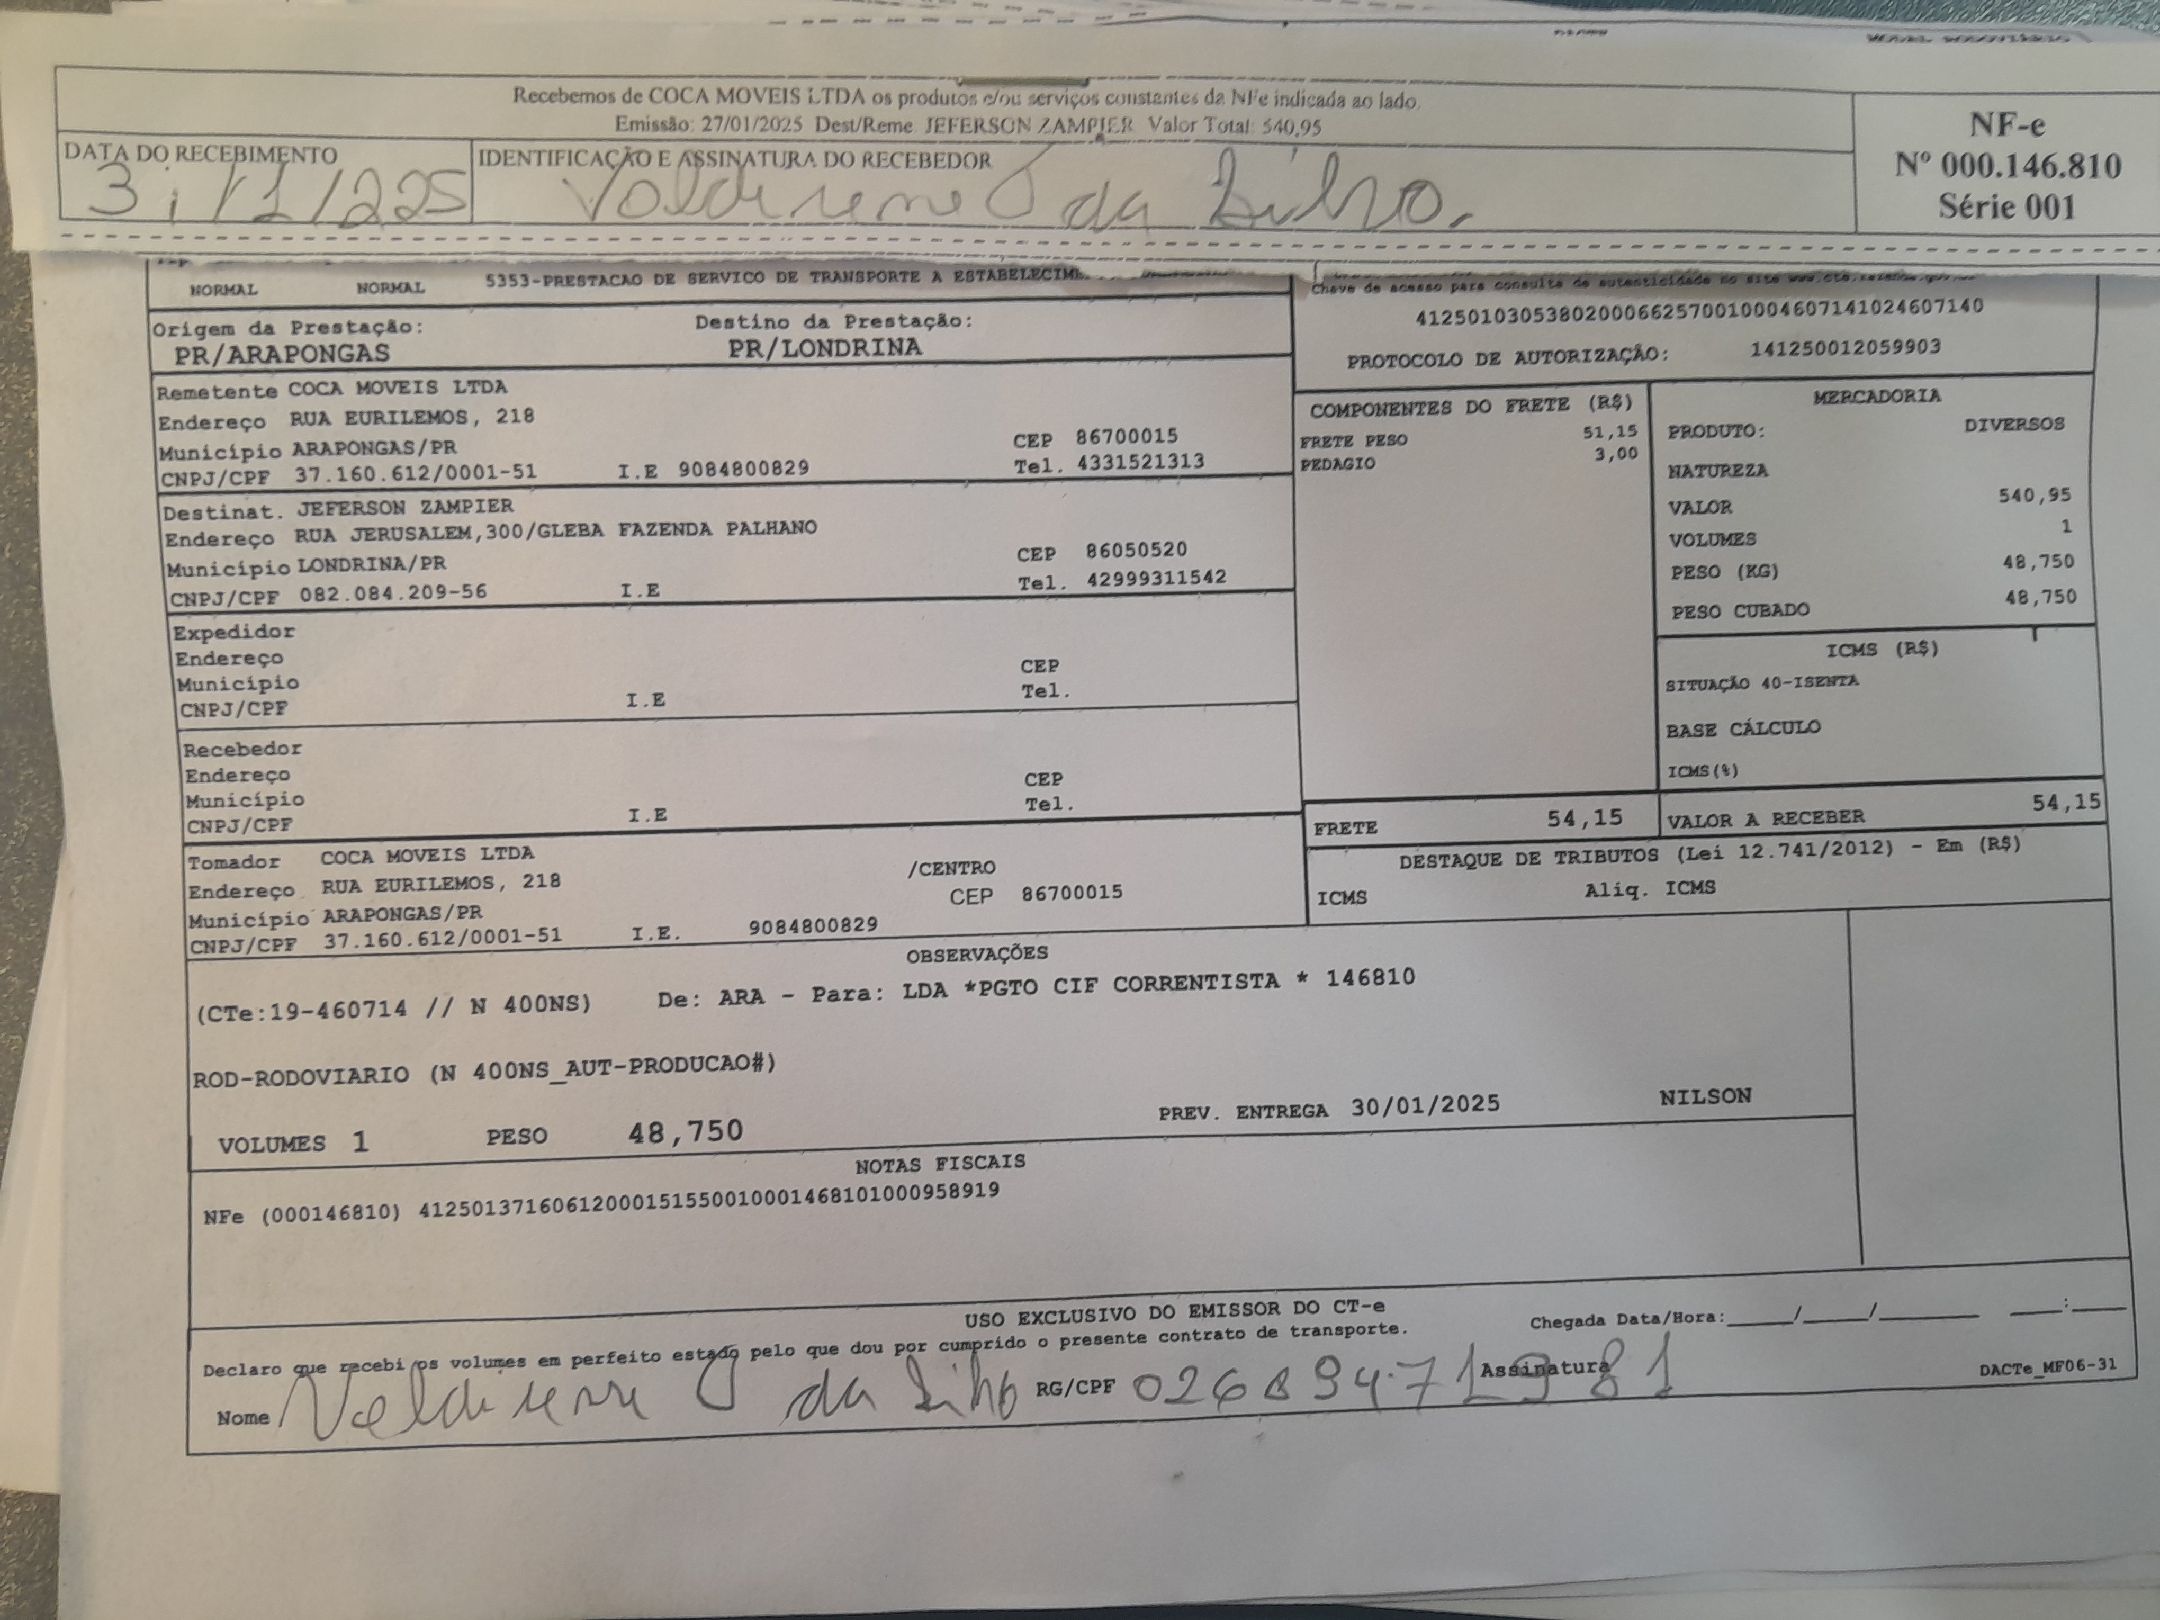 Recebemos de COCA MOVEIS LTDA os produtos e/ou serviços constantes da NFe indicada ao lado.
Emissão: 27/01/2025 Dest/Reme. JEFERSON ZAMPIER Valor Total: 540,95
NF-e
Nº 000.146.810
Série 001
DATA DO RECEBIMENTO
IDENTIFICAÇÃO E ASSINATURA DO RECEBEDOR
da
NORMAL NORMAL 5353-PRESTACAO DE SERVICO DE TRANSPORTE A
Chave de acesso para consulta de autenticidade no site
41250103053802000662570010004607141024607140
PROTOCOLO DE AUTORIZAÇÃO: 141250012059903
Origem da Prestação: Destino da Prestação:
PR/ARAPONGAS PR/LONDRINA
Remetente COCA MOVEIS LTDA
Endereço RUA EURILEMOS, 218
Município ARAPONGAS/PR CEP 86700015
CNPJ/CPF 37.160.612/0001-51 I.E 9084800829 Tel. 4331521313
Destinat. JEFERSON ZAMPIER
Endereço RUA JERUSALEM,300/GLEBA FAZENDA PALHANO
Município LONDRINA/PR CEP 86050520
CNPJ/CPF 082.084.209-56 I.E Tel. 42999311542
Expedidor
Endereço
Município CEP
CNPJ/CPF I.E Tel.
Recebedor
Endereço
Município CEP
CNPJ/CPF I.E Tel.
Tomador COCA MOVEIS LTDA /CENTRO
Endereço RUA EURILEMOS, 218 CEP 86700015
Município ARAPONGAS/PR
CNPJ/CPF 37.160.612/0001-51 I.E. 9084800829
COMPONENTES DO FRETE (R$)
FRETE PESO 51,15
PEDAGIO 3,00
MERCADORIA
PRODUTO: DIVERSOS
NATUREZA
VALOR 540,95
VOLUMES 1
PESO (KG) 48,750
PESO CUBADO 48,750
ICMS (R$)
SITUAÇÃO 40-ISENTA
BASE CÁLCULO
ICMS(%)
FRETE 54,15 VALOR A RECEBER 54,15
DESTAQUE DE TRIBUTOS (Lei 12.741/2012) - Em (R$)
ICMS Aliq. ICMS
OBSERVAÇÕES
(CTe:19-460714 // N 400NS) De: ARA - Para: LDA *PGTO CIF CORRENTISTA * 146810
ROD-RODOVIARIO (N 400NS_AUT-PRODUCAO#)
VOLUMES 1 PESO 48,750 PREV. ENTREGA 30/01/2025 NILSON
NOTAS FISCAIS
NFe (000146810) 41250137160612000151550010001468101000958919
USO EXCLUSIVO DO EMISSOR DO CT-e
Declaro que recebi os volumes em perfeito estado pelo que dou por cumprido o presente contrato de transporte. Chegada Data/Hora:_____/_____/________ ____:____
Nome da RG/CPF Assinatura DACTe_MF06-31